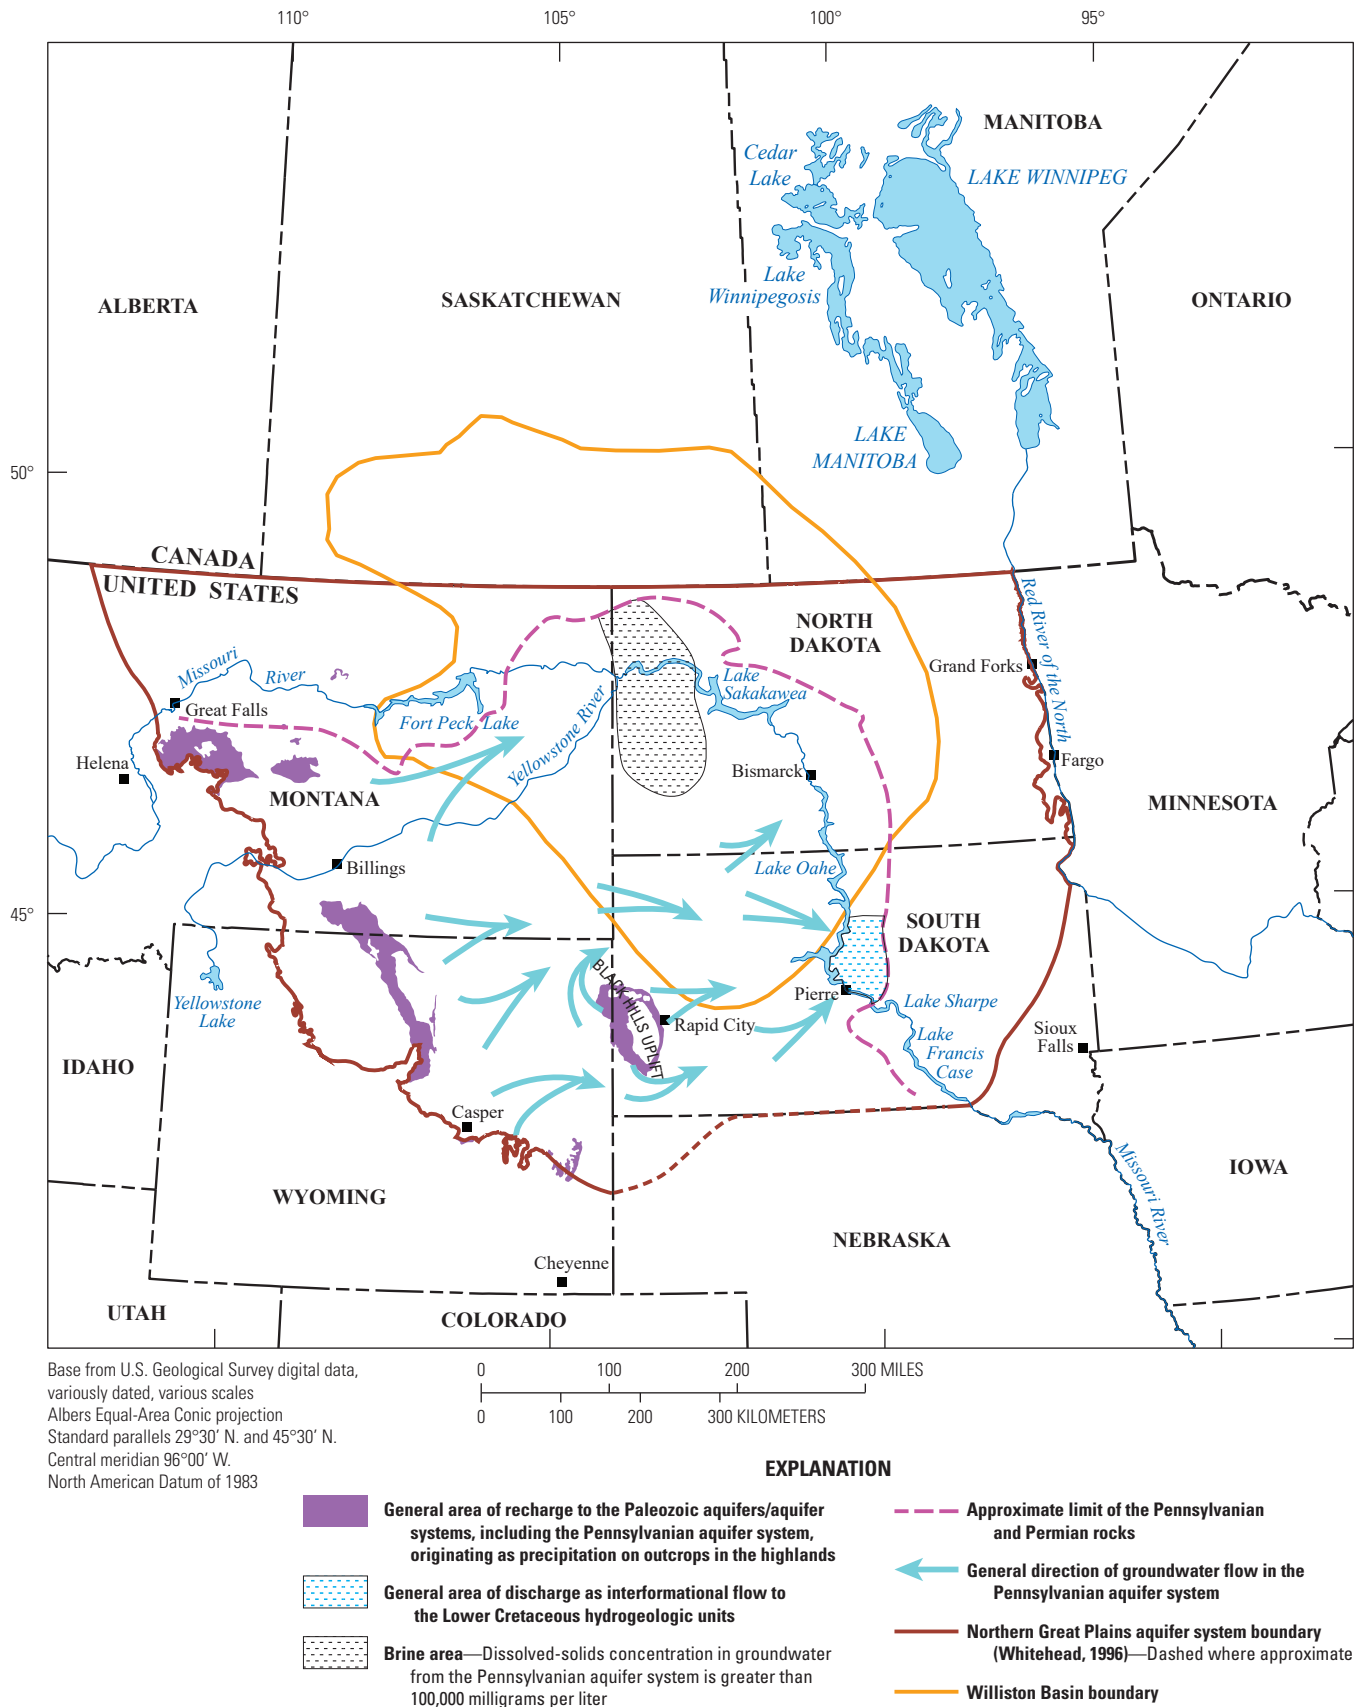 110°
105°
100°
95°
50°
45°
MANITOBA
Cedar
Lake
LAKE WINNIPEG
Lake
Winnipegosis
ALBERTA
SASKATCHEWAN
ONTARIO
LAKE
MANITOBA
CANADA
UNITED STATES
NORTH
DAKOTA
Red River of the North
Grand Forks
Missouri
River
Lake
Sakakawea
Great Falls
Fort Peck Lake
Yellowstone River
Helena
Bismarck
Fargo
MONTANA
MINNESOTA
Billings
Lake Oahe
SOUTH
DAKOTA
BLACK HILLS UPLIFT
Yellowstone
Lake
Pierre
Lake Sharpe
Rapid City
Lake
Francis
Case
Sioux
Falls
IDAHO
Casper
Missouri River
IOWA
WYOMING
NEBRASKA
Cheyenne
UTAH
COLORADO
Base from U.S. Geological Survey digital data,
variously dated, various scales
Albers Equal-Area Conic projection
Standard parallels 29°30′ N. and 45°30′ N.
Central meridian 96°00′ W.
North American Datum of 1983
0 100 200 300 MILES
0 100 200 300 KILOMETERS
EXPLANATION
General area of recharge to the Paleozoic aquifers/aquifer
systems, including the Pennsylvanian aquifer system,
originating as precipitation on outcrops in the highlands
General area of discharge as interformational flow to
the Lower Cretaceous hydrogeologic units
Brine area—Dissolved-solids concentration in groundwater
from the Pennsylvanian aquifer system is greater than
100,000 milligrams per liter
Approximate limit of the Pennsylvanian
and Permian rocks
General direction of groundwater flow in the
Pennsylvanian aquifer system
Northern Great Plains aquifer system boundary
(Whitehead, 1996)—Dashed where approximate
Williston Basin boundary